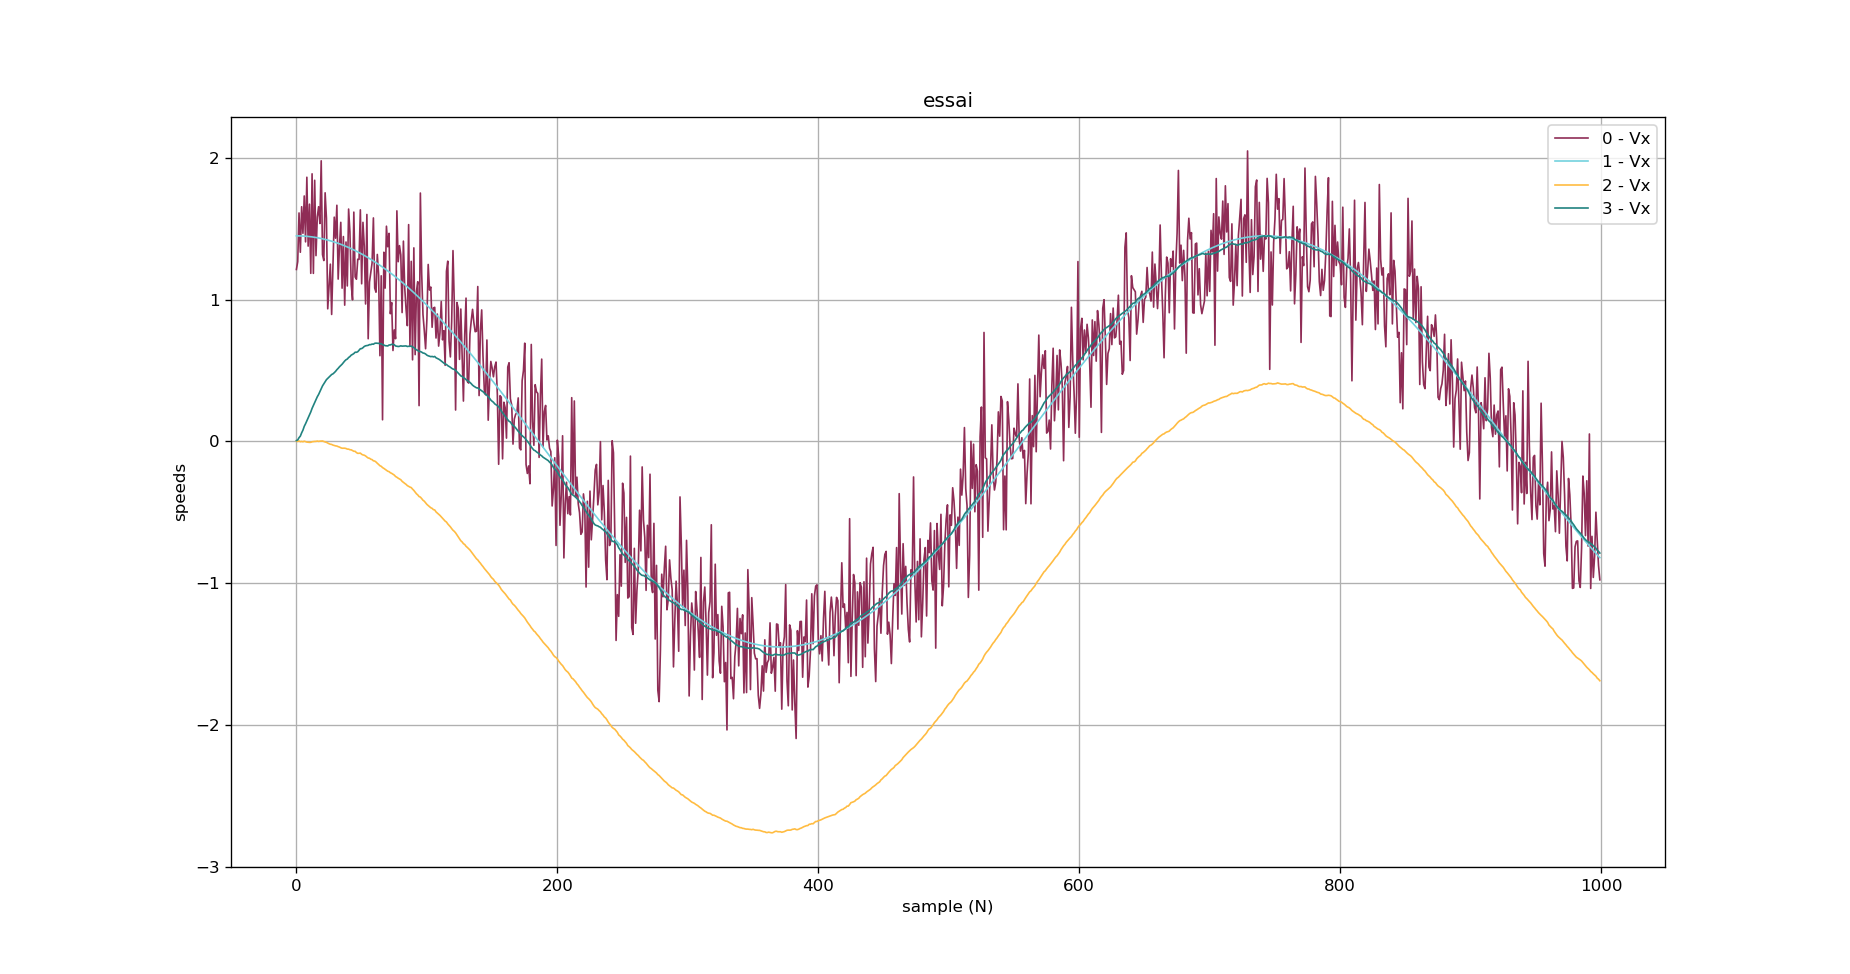 essai
0 - Vx
1 - Vx
2 - Vx
3 - Vx
speeds
2
1
0
−1
−2
−3
0 200 400 600 800 1000
sample (N)